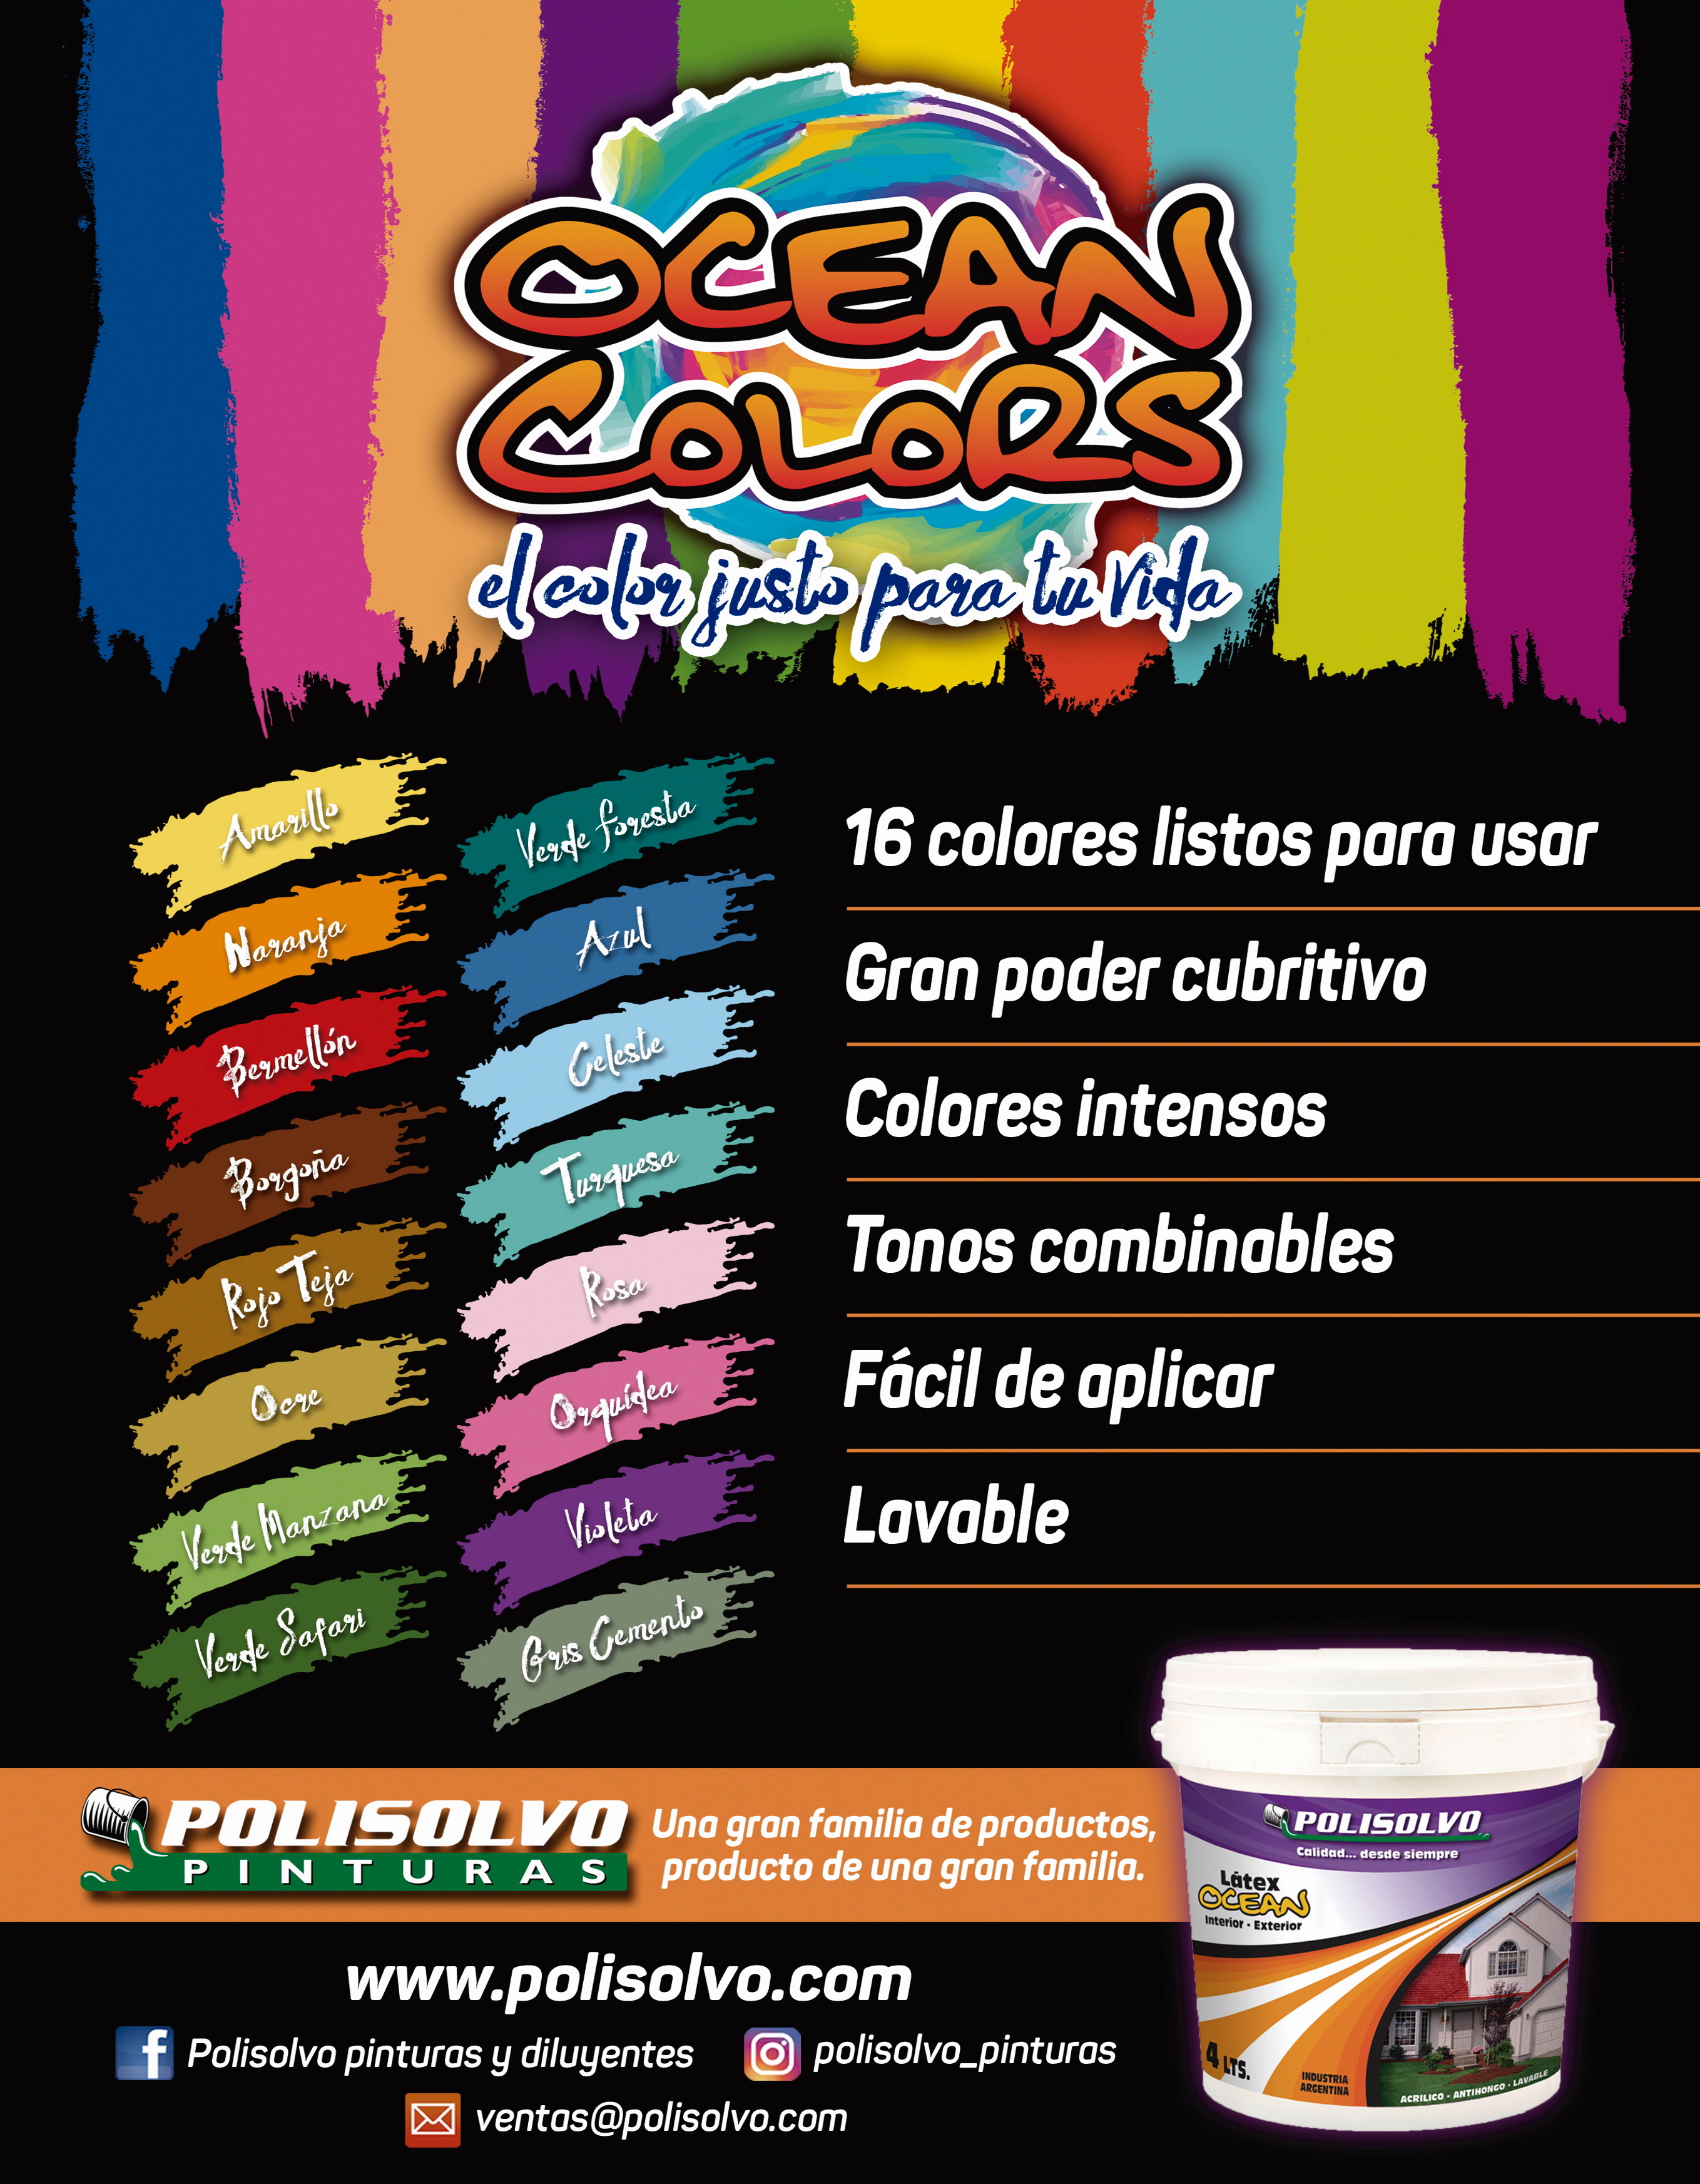 OCEAN
COLORS
el color justo para tu vida
Amarillo
Naranja
Bermellón
Borgoña
Rojo Teja
Ocre
Verde Manzana
Verde Safari
Verde foresta
Azul
Celeste
Turquesa
Rosa
Orquídea
Violeta
Gris Cemento
16 colores listos para usar
Gran poder cubritivo
Colores intensos
Tonos combinables
Fácil de aplicar
Lavable
POLISOLVO
PINTURAS
Una gran familia de productos,
producto de una gran familia.
POLISOLVO
Calidad... desde siempre
Látex
OCEAN
Interior - Exterior
4 LTS.
INDUSTRIA
ARGENTINA
ACRILICO - ANTIHONGO - LAVABLE
www.polisolvo.com
f Polisolvo pinturas y diluyentes
polisolvo_pinturas
ventas@polisolvo.com